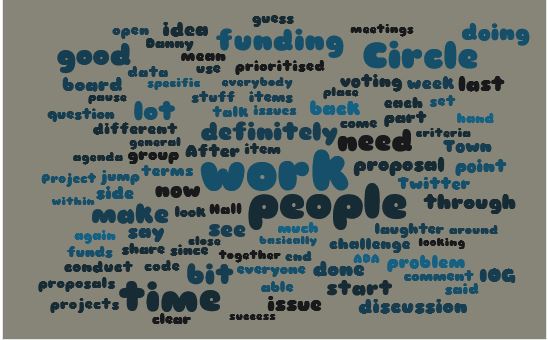 guess
open idea meetings
Danny funding doing
good mean Circle
data use prioritised
board specific everybody voting week last
pause stuff items place
question lot talk issues back each set
different definitely come part hand
general need criteria
agenda group After item Town
project jump terms work proposal point
within side now people Twitter through
make look Hall
again say see much laughter around
close basically challenge looking
funds share since together end
conduct code bit everyone done ADA problem
proposals able start comment IOG
projects time issue said
clear success discussion